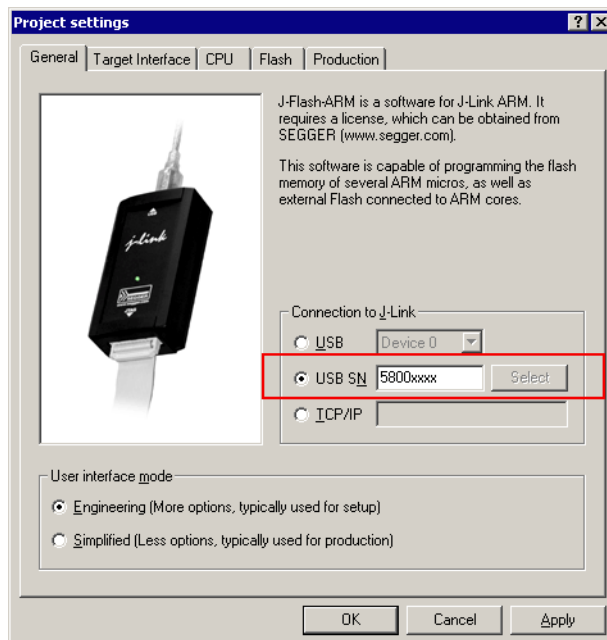 Project settings
General
Target Interface
CPU
Flash
Production
J-Flash-ARM is a software for J-Link ARM. It
requires a license, which can be obtained from
SEGGER (www.segger.com).
This software is capable of programming the flash
memory of several ARM micros, as well as
external Flash connected to ARM cores.
j-link
Connection to J-Link
USB
Device 0
USB SN
5800xxxx
Select
TCP/IP
User interface mode
Engineering (More options, typically used for setup)
Simplified (Less options, typically used for production)
OK
Cancel
Apply